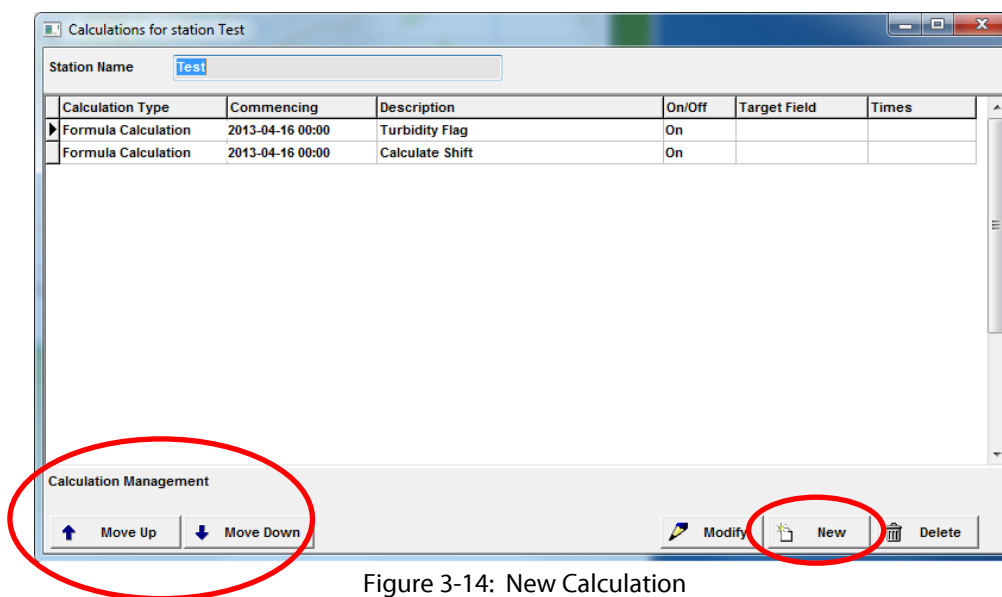 Calculations for station Test
Station Name Test
Calculation Type Commencing Description On/Off Target Field Times
Formula Calculation 2013-04-16 00:00 Turbidity Flag On
Formula Calculation 2013-04-16 00:00 Calculate Shift On
Calculation Management
Move Up Move Down Modify New Delete
Figure 3-14: New Calculation